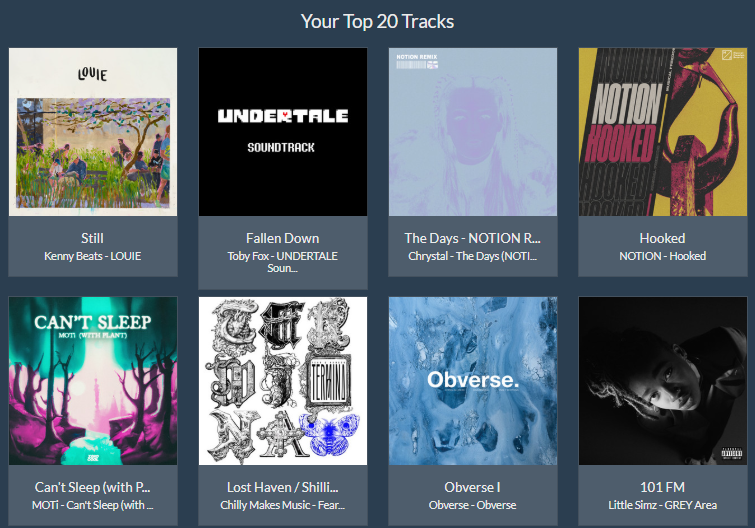 Your Top 20 Tracks
LOUIE
UNDERTALE
SOUNDTRACK
NOTION REMIX
NOTION
HOOKED
HOOKED
Still
Kenny Beats - LOUIE
Fallen Down
Toby Fox - UNDERTALE
Soun...
The Days - NOTION R...
Chrystal - The Days (NOTI...
Hooked
NOTION - Hooked
CAN'T SLEEP
MOTI (WITH PLANT)
TERMINA
Obverse.
Can't Sleep (with P...
MOTi - Can't Sleep (with ...
Lost Haven / Shilli...
Chilly Makes Music - Fear...
Obverse I
Obverse - Obverse
101 FM
Little Simz - GREY Area